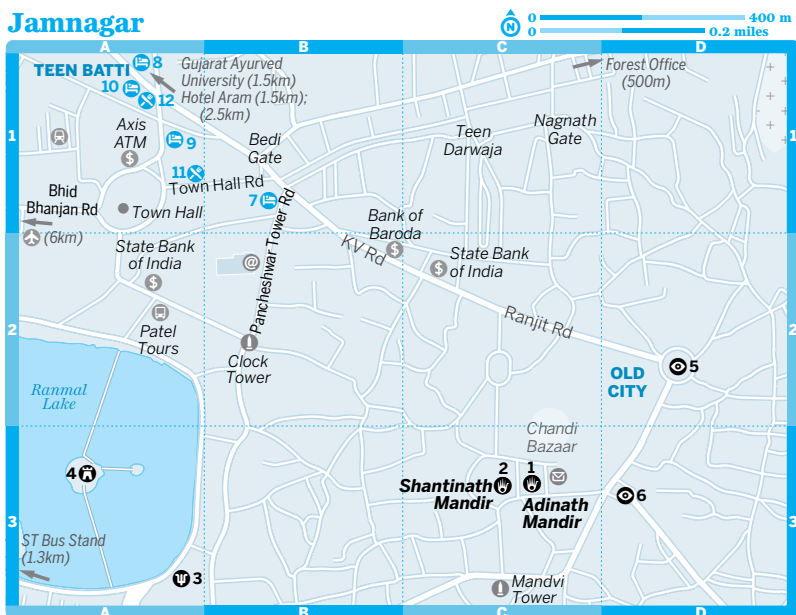 Jamnagar
N
0 400 m
0 0.2 miles
A B C D
TEEN BATTI
8
Gujarat Ayurved
University (1.5km)
Hotel Aram (1.5km);
(2.5km)
Forest Office
(500m)
10
12
1
1
Axis
ATM
$
9
Bedi
Gate
Teen
Darwaja
Nagnath
Gate
11
Town Hall Rd
7
Bhid
Bhanjan Rd
Town Hall
(6km)
Pancheshwar Tower Rd
Bank of
Baroda
KV Rd
State Bank
of India
$
@
$
State Bank
of India
$
Ranjit Rd
2
2
Patel
Tours
Clock
Tower
5
OLD
CITY
Ranmal
Lake
Chandi
Bazaar
4
2
1
Shantinath
Mandir
Adinath
Mandir
6
3
3
ST Bus Stand
(1.3km)
3
Mandvi
Tower
A B C D